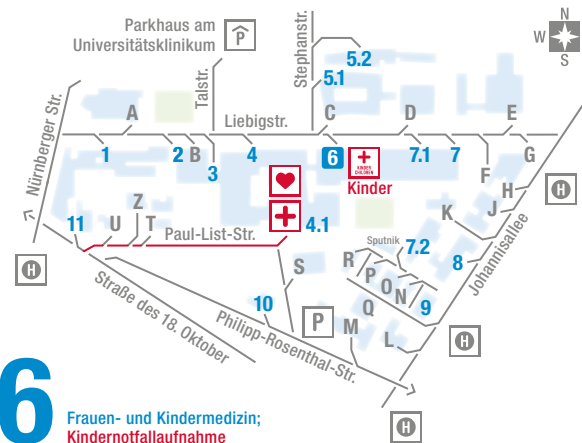 Parkhaus am
Universitätsklinikum
P
N
W
S
Stephanstr.
5.2
5.1
Talstr.
Nürnberger Str.
A
Liebigstr.
C
D
E
1
2
B
3
4
6
KINDER
CHILDREN
Kinder
7.1
7
F
G
H
H
J
K
Johannisallee
11
U
Z
T
Paul-List-Str.
4.1
Sputnik
7.2
8
R
P
O
N
9
Q
S
H
Straße des 18. Oktober
10
Philipp-Rosenthal-Str.
P
M
L
H
H
6
Frauen- und Kindermedizin;
Kindernotfallaufnahme